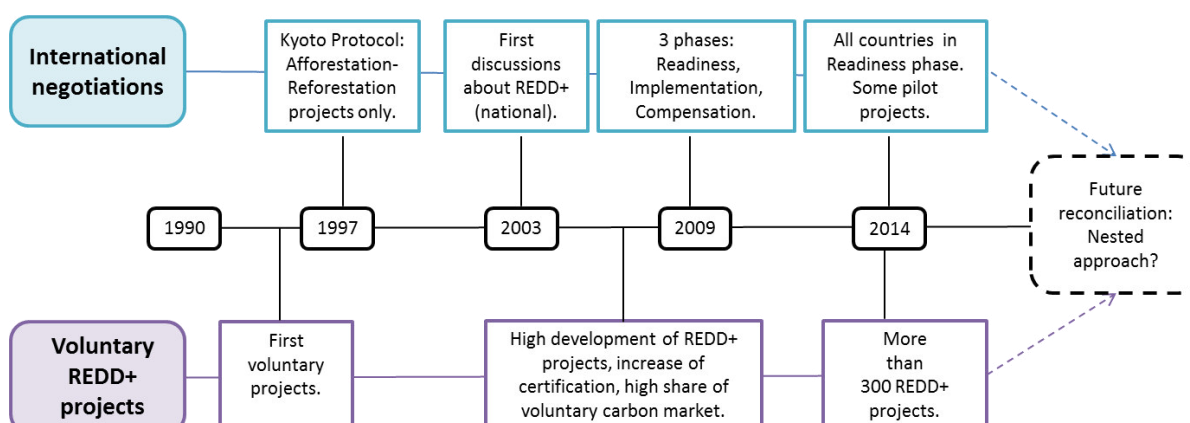 International
negotiations
Kyoto Protocol:
Afforestation-
Reforestation
projects only.
First
discussions
about REDD+
(national).
3 phases:
Readiness,
Implementation,
Compensation.
All countries in
Readiness phase.
Some pilot
projects.
1990
1997
2003
2009
2014
Future
reconciliation:
Nested
approach?
Voluntary
REDD+
projects
First
voluntary
projects.
High development of REDD+
projects, increase of
certification, high share of
voluntary carbon market.
More
than
300 REDD+
projects.